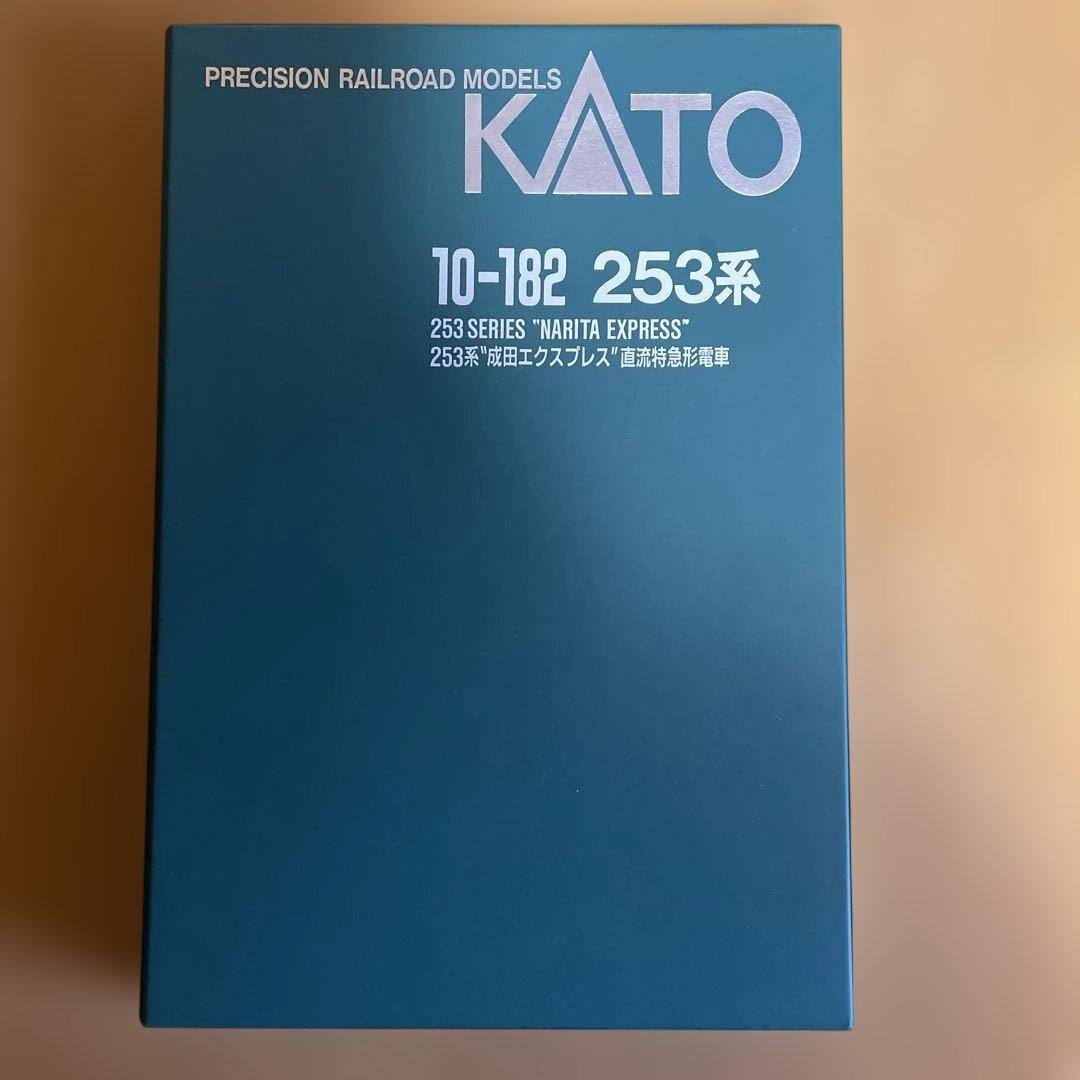 PRECISION RAILROAD MODELS
KATO
10-182 253系
253 SERIES "NARITA EXPRESS"
253系"成田エクスプレス"直流特急形電車